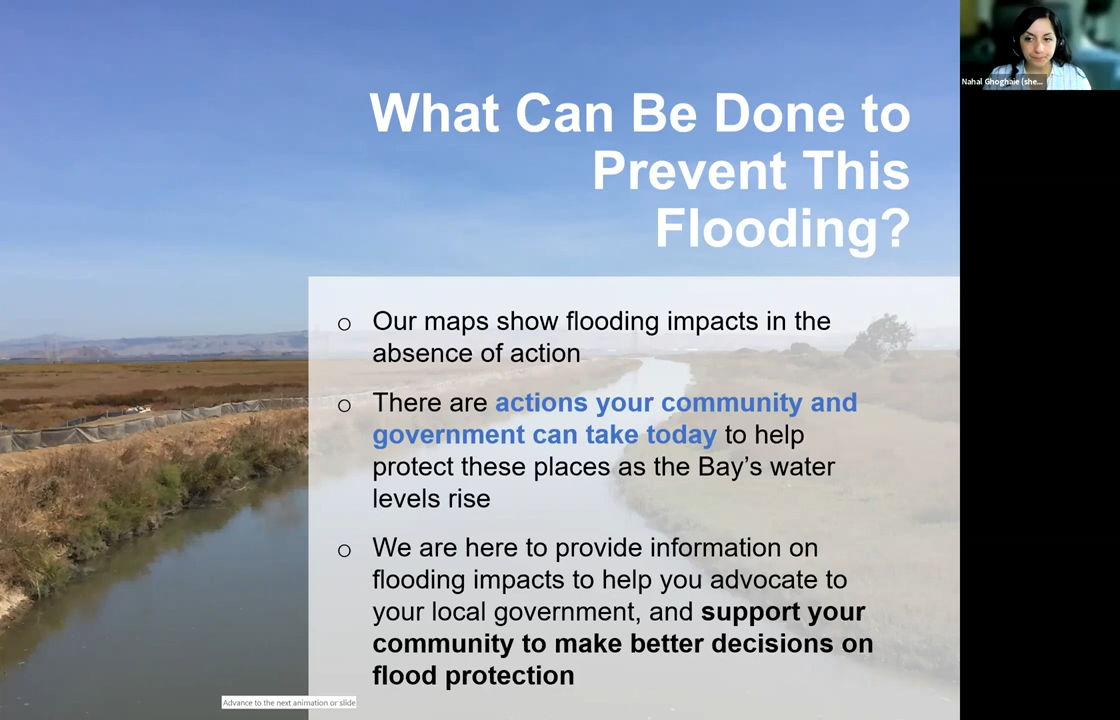 Nahal Ghoghaie (she...
What Can Be Done to
Prevent This
Flooding?
○ Our maps show flooding impacts in the
absence of action
○ There are actions your community and
government can take today to help
protect these places as the Bay’s water
levels rise
○ We are here to provide information on
flooding impacts to help you advocate to
your local government, and support your
community to make better decisions on
flood protection
Advance to the next animation or slide